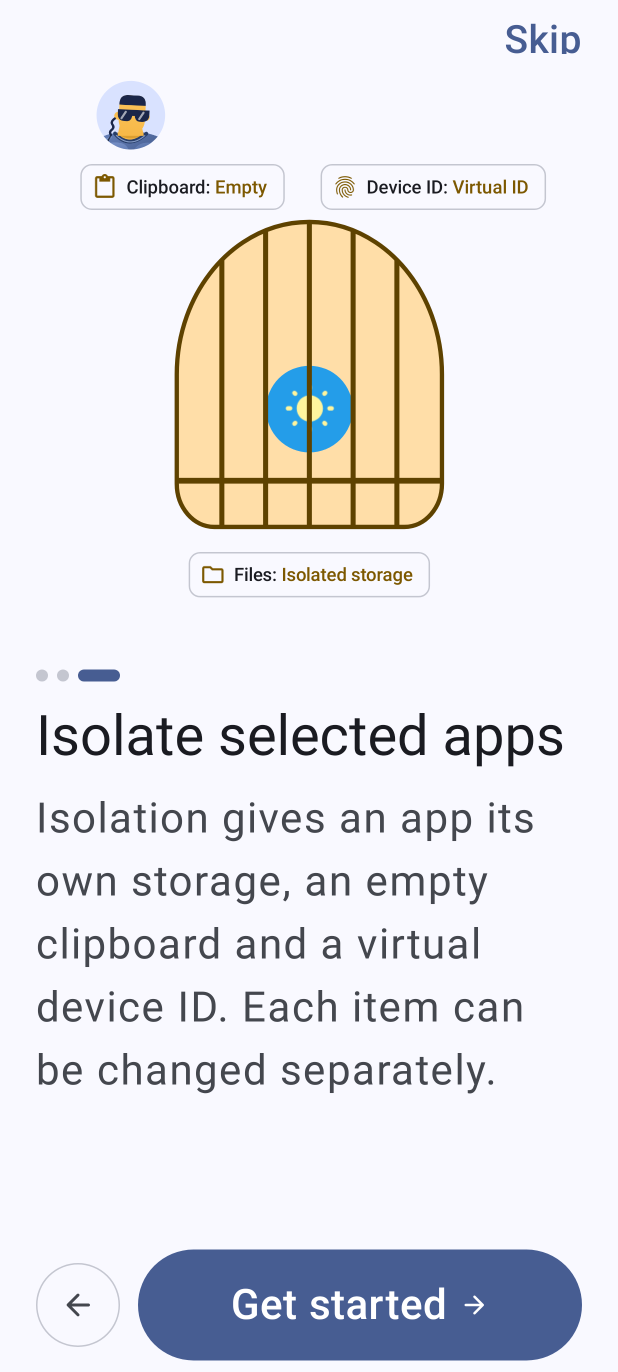 Skip
Clipboard: Empty
Device ID: Virtual ID
Files: Isolated storage
Isolate selected apps
Isolation gives an app its
own storage, an empty
clipboard and a virtual
device ID. Each item can
be changed separately.
Get started